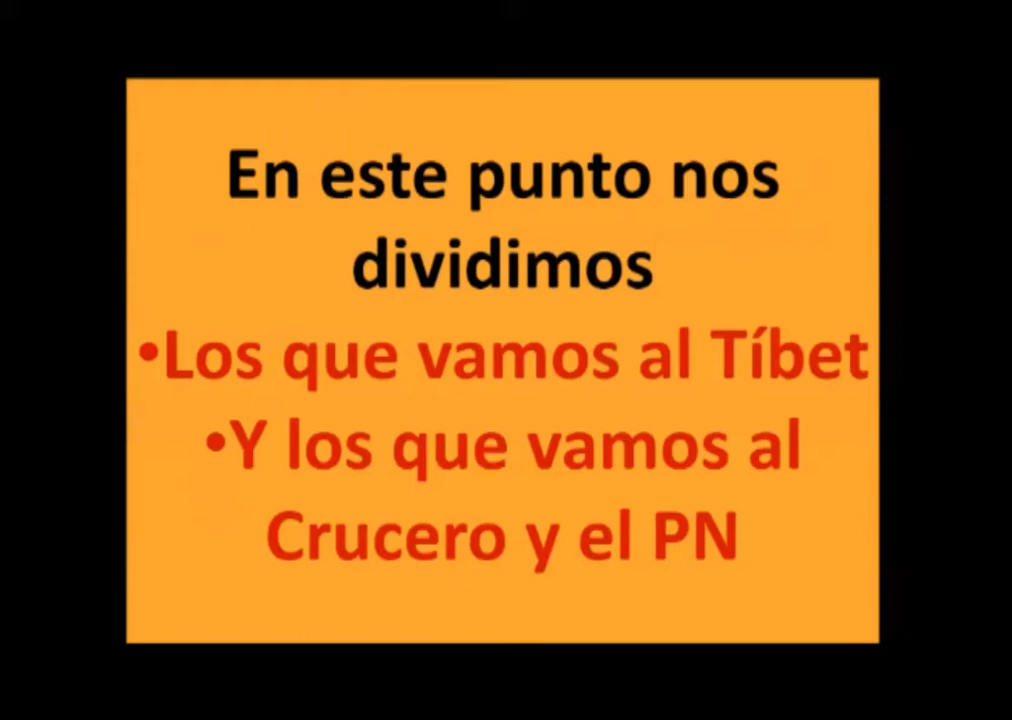 En este punto nos
dividimos
•Los que vamos al Tíbet
•Y los que vamos al
Crucero y el PN